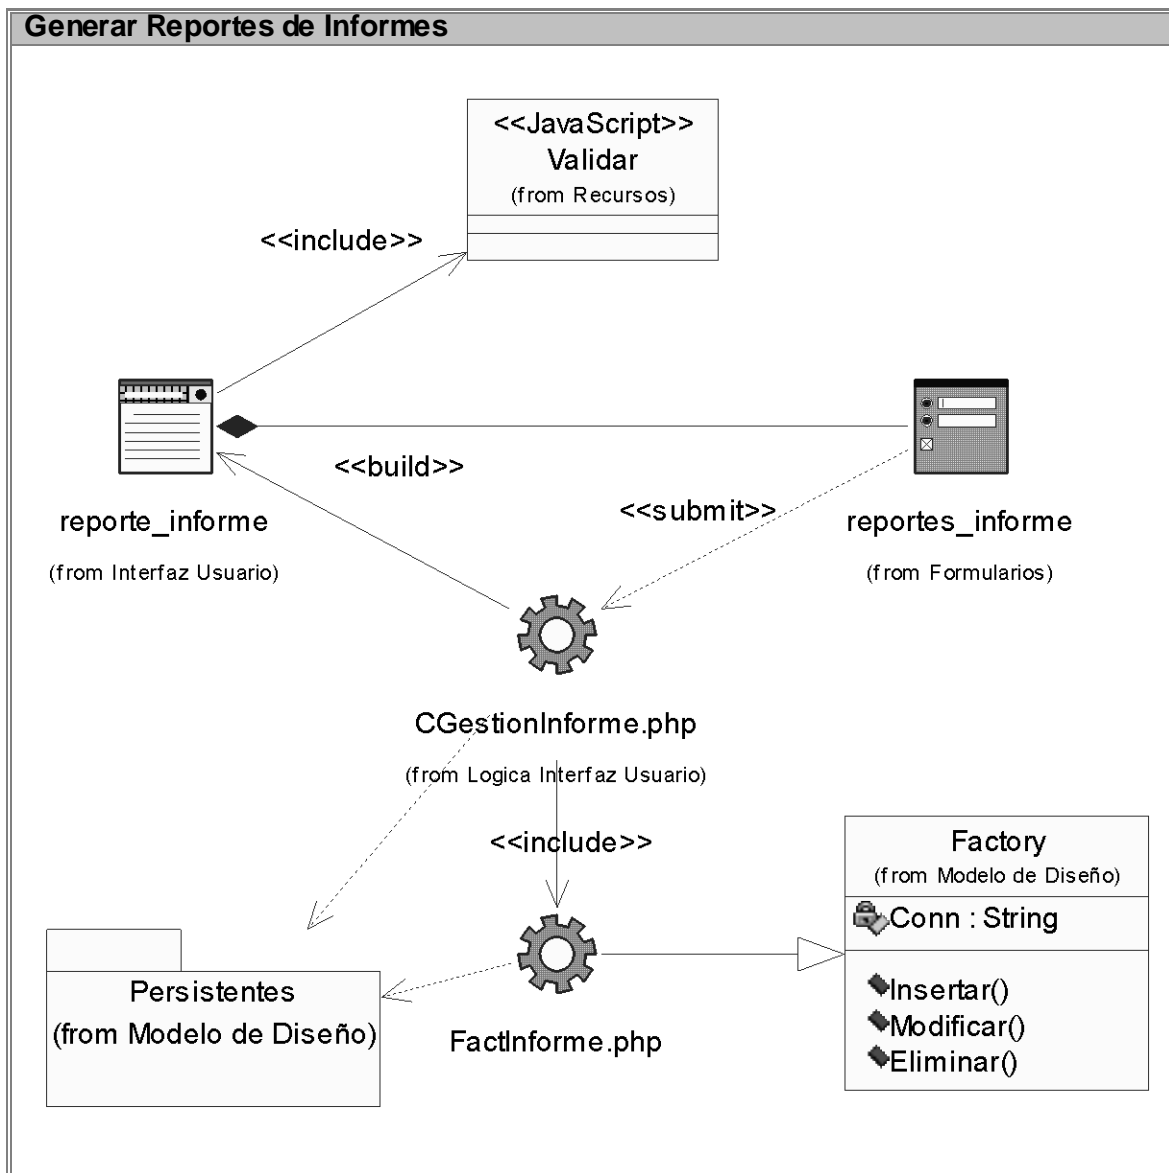 Generar Reportes de Informes
<<JavaScript>>
Validar
(from Recursos)
<<include>>
<<build>>
<<submit>>
reporte_informe
(from Interfaz Usuario)
reportes_informe
(from Formularios)
CGestionInforme.php
(from Logica Interfaz Usuario)
<<include>>
Factory
(from Modelo de Diseño)
Conn : String
Insertar()
Modificar()
Eliminar()
Persistentes
(from Modelo de Diseño)
FactInforme.php